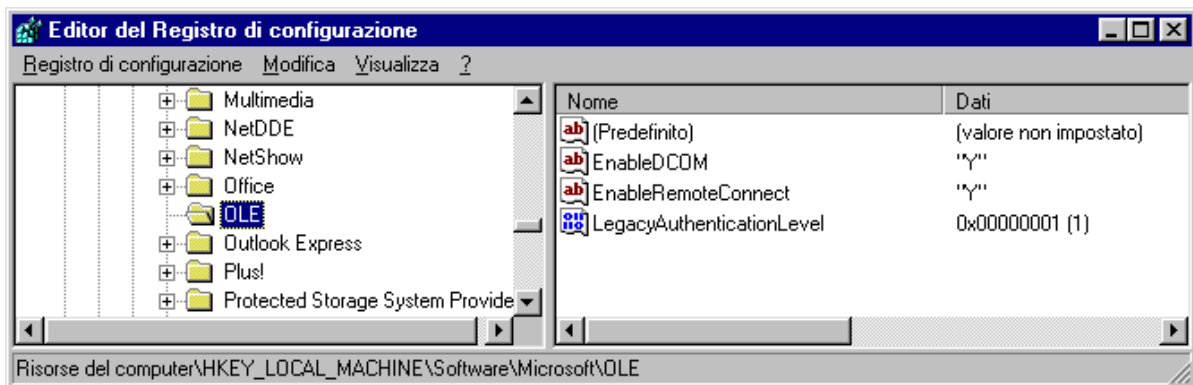 Editor del Registro di configurazione
Registro di configurazione Modifica Visualizza ?
Multimedia
NetDDE
NetShow
Office
OLE
Outlook Express
Plus!
Protected Storage System Provide
Nome Dati
(Predefinito) (valore non impostato)
EnableDCOM "Y"
EnableRemoteConnect "Y"
LegacyAuthenticationLevel 0x00000001 (1)
Risorse del computer\HKEY_LOCAL_MACHINE\Software\Microsoft\OLE